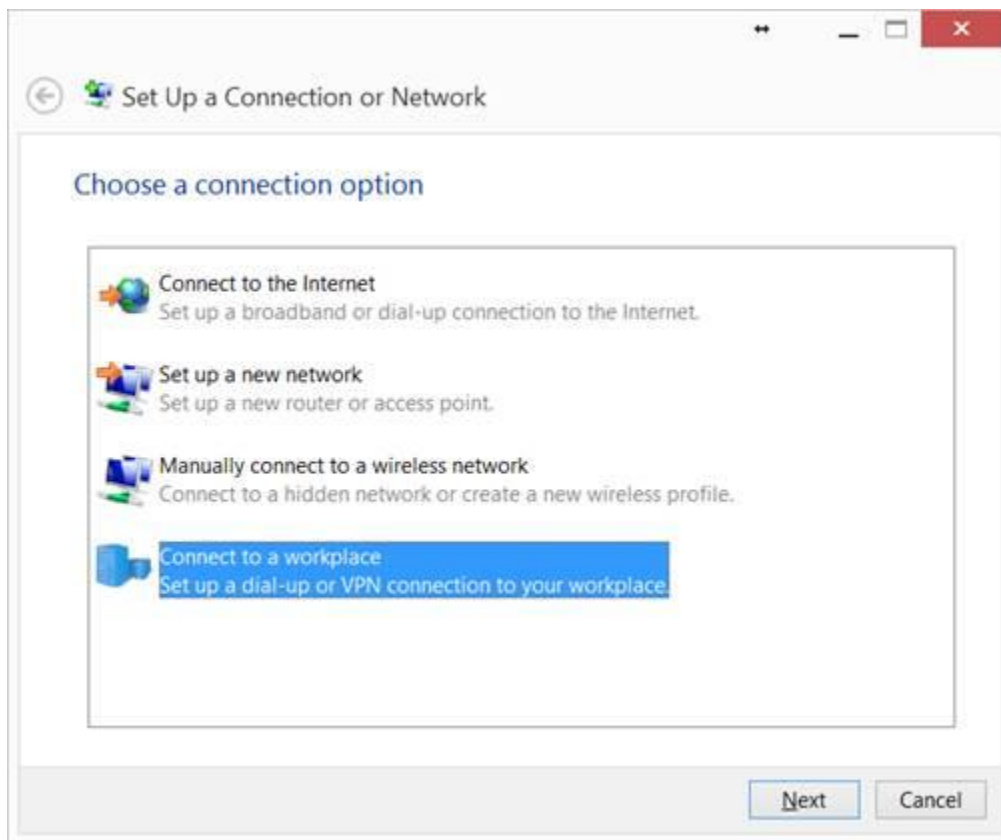 Set Up a Connection or Network
Choose a connection option
Connect to the Internet
Set up a broadband or dial-up connection to the Internet.
Set up a new network
Set up a new router or access point.
Manually connect to a wireless network
Connect to a hidden network or create a new wireless profile.
Connect to a workplace
Set up a dial-up or VPN connection to your workplace.
Next
Cancel